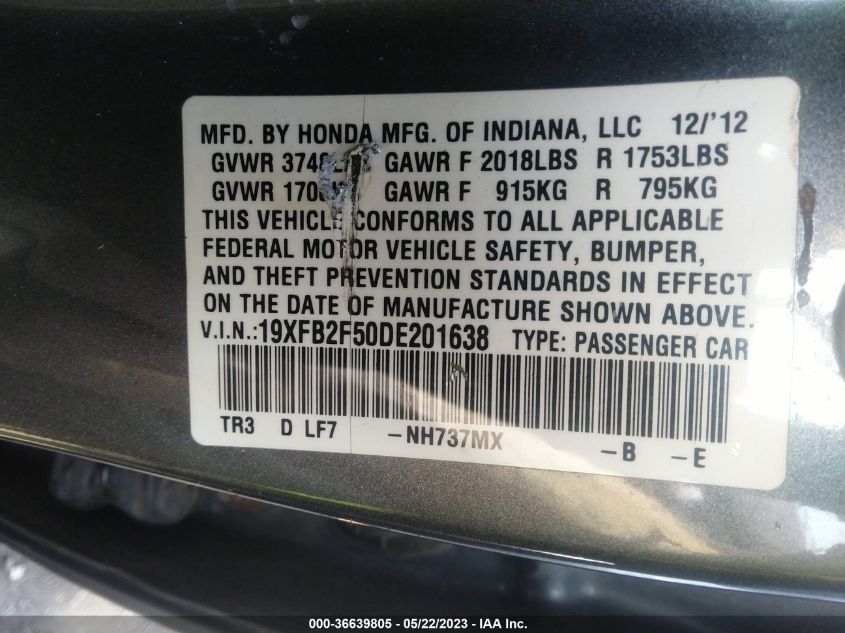 MFD. BY HONDA MFG. OF INDIANA, LLC 12/'12
GVWR GAWR F 2018LBS R 1753LBS
GVWR GAWR F 915KG R 795KG
THIS VEHICLE CONFORMS TO ALL APPLICABLE
FEDERAL MOTOR VEHICLE SAFETY, BUMPER,
AND THEFT PREVENTION STANDARDS IN EFFECT
ON THE DATE OF MANUFACTURE SHOWN ABOVE.
V.I.N.:19XFB2F50DE201638 TYPE: PASSENGER CAR
TR3 D LF7 -NH737MX -B -E
000-36639805 - 05/22/2023 - IAA Inc.